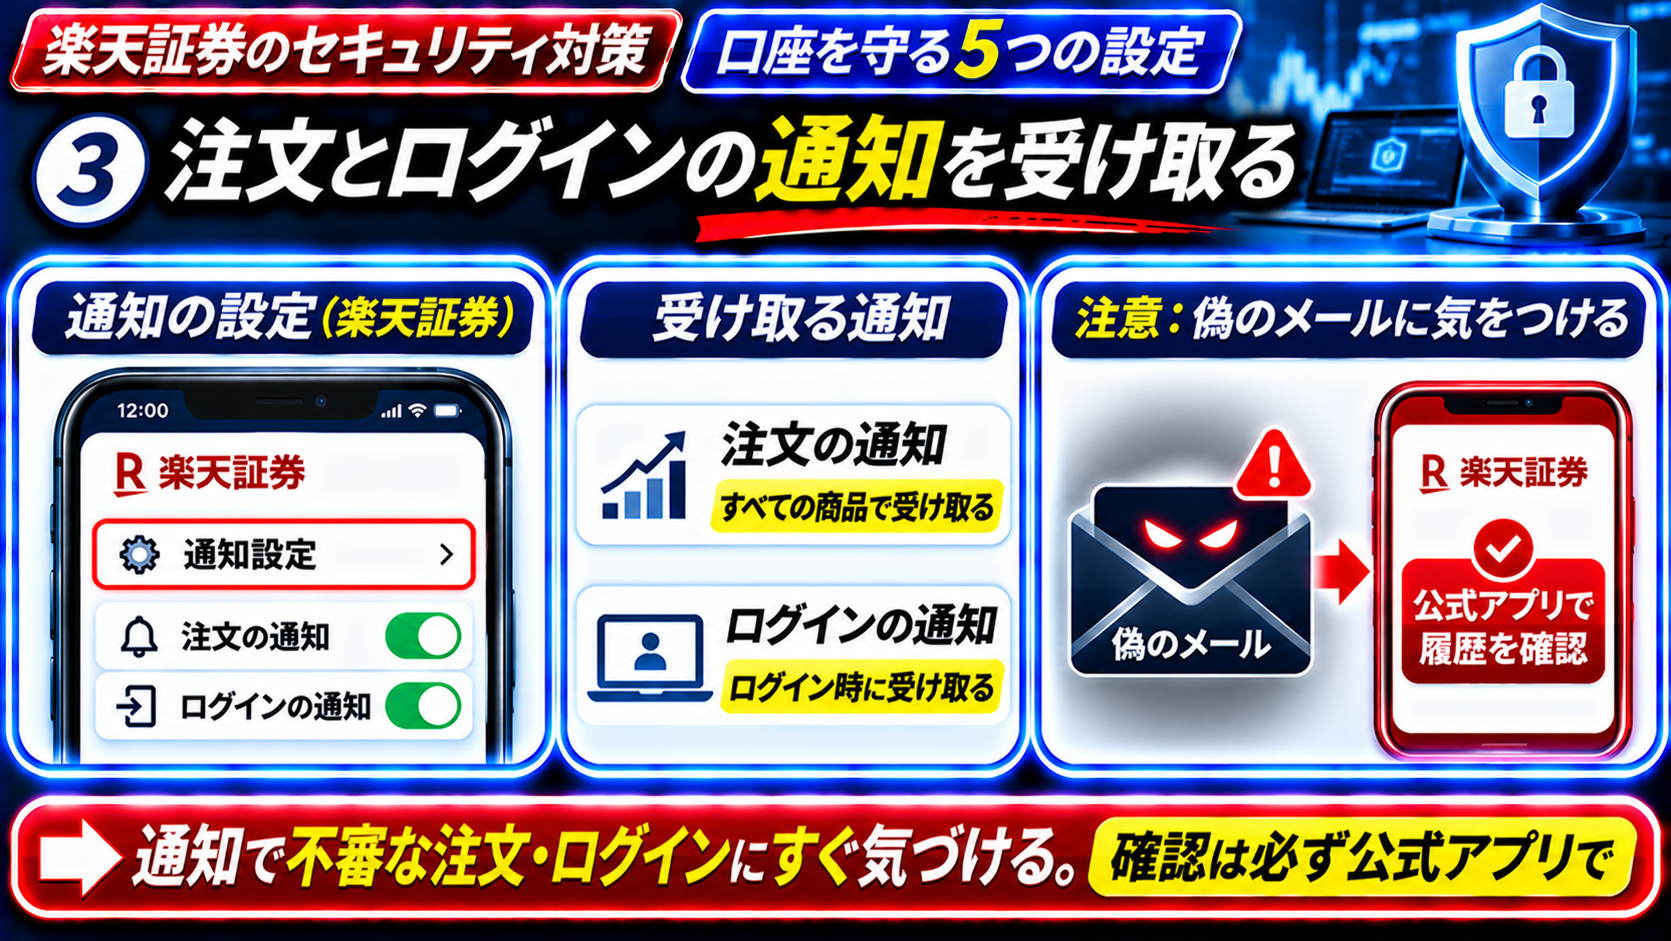 楽天証券のセキュリティ対策
口座を守る5つの設定
3 注文とログインの通知を受け取る
通知の設定(楽天証券)
12:00
R 楽天証券
通知設定
注文の通知
ログインの通知
受け取る通知
注文の通知
すべての商品で受け取る
ログインの通知
ログイン時に受け取る
注意:偽のメールに気をつける
偽のメール
R 楽天証券
公式アプリで
履歴を確認
通知で不審な注文・ログインにすぐ気づける。
確認は必ず公式アプリで